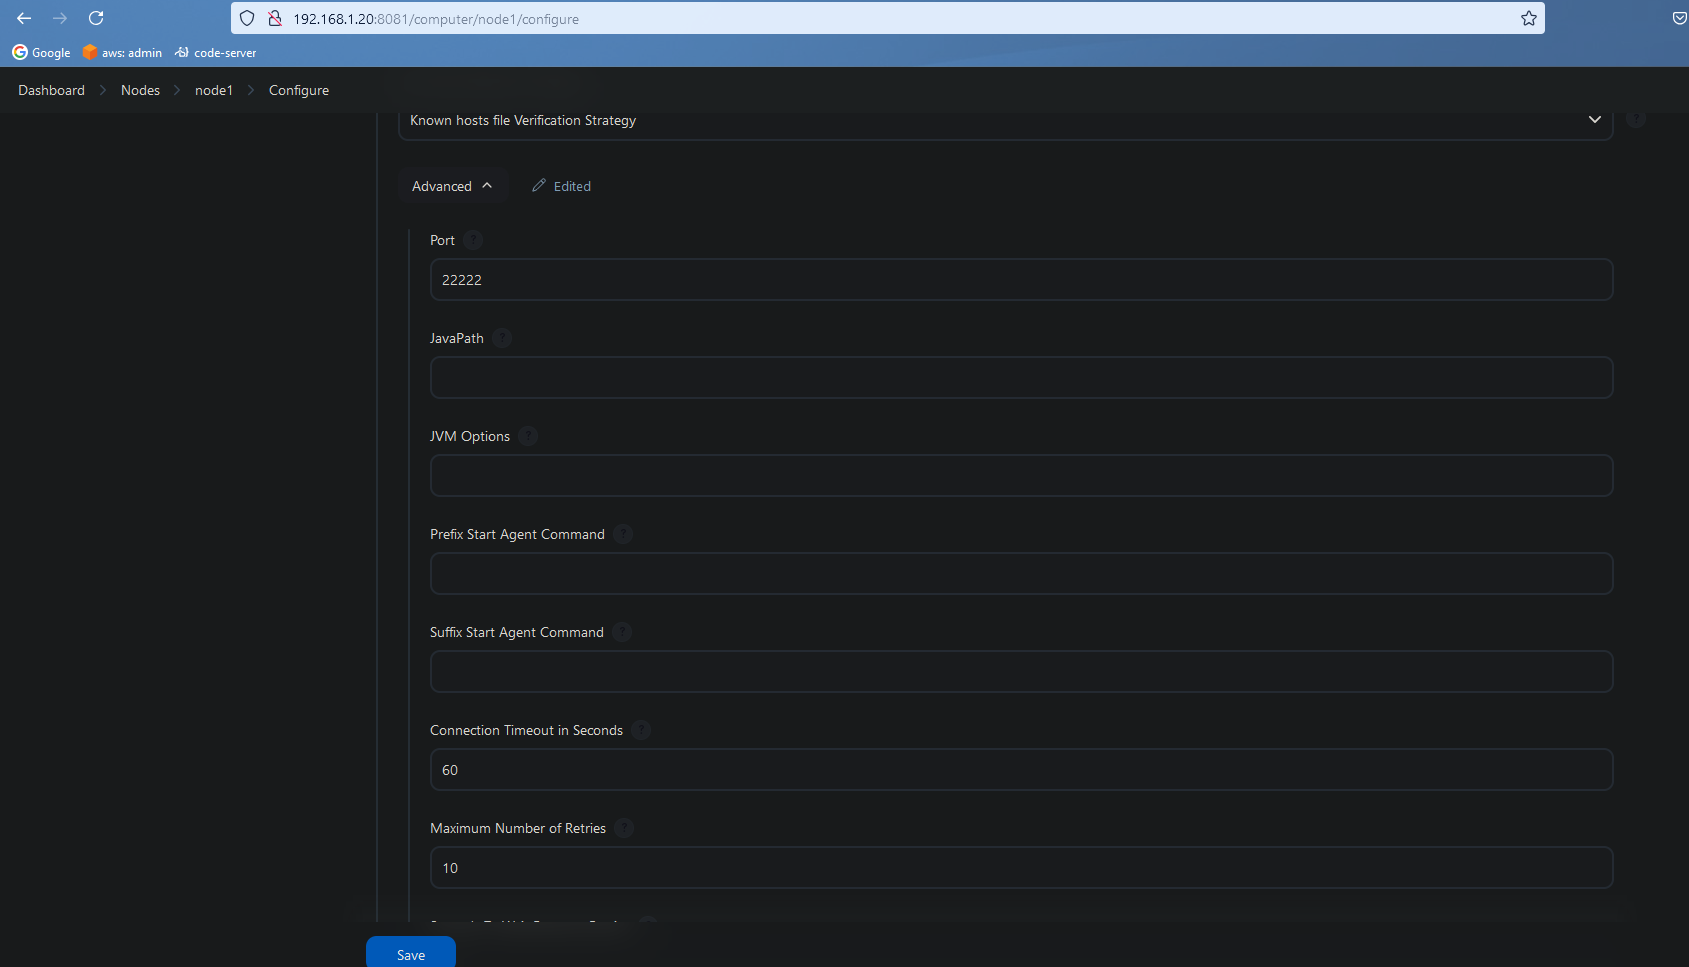 192.168.1.20:8081/computer/node1/configure
Google aws: admin code-server
Dashboard Nodes node1 Configure
Known hosts file Verification Strategy ?
Advanced Edited
Port ?
22222
JavaPath ?
JVM Options ?
Prefix Start Agent Command ?
Suffix Start Agent Command ?
Connection Timeout in Seconds ?
60
Maximum Number of Retries ?
10
Save